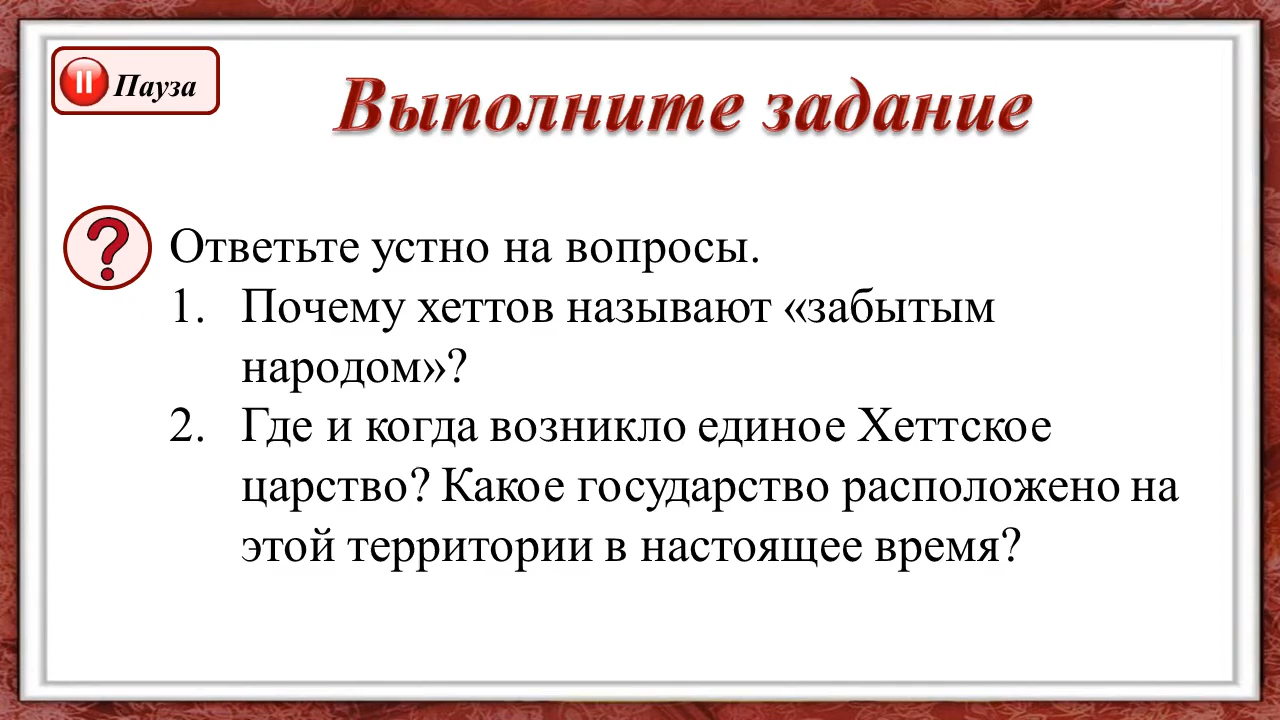 Пауза
Выполните задание
Ответьте устно на вопросы.
1. Почему хеттов называют «забытым
народом»?
2. Где и когда возникло единое Хеттское
царство? Какое государство расположено на
этой территории в настоящее время?